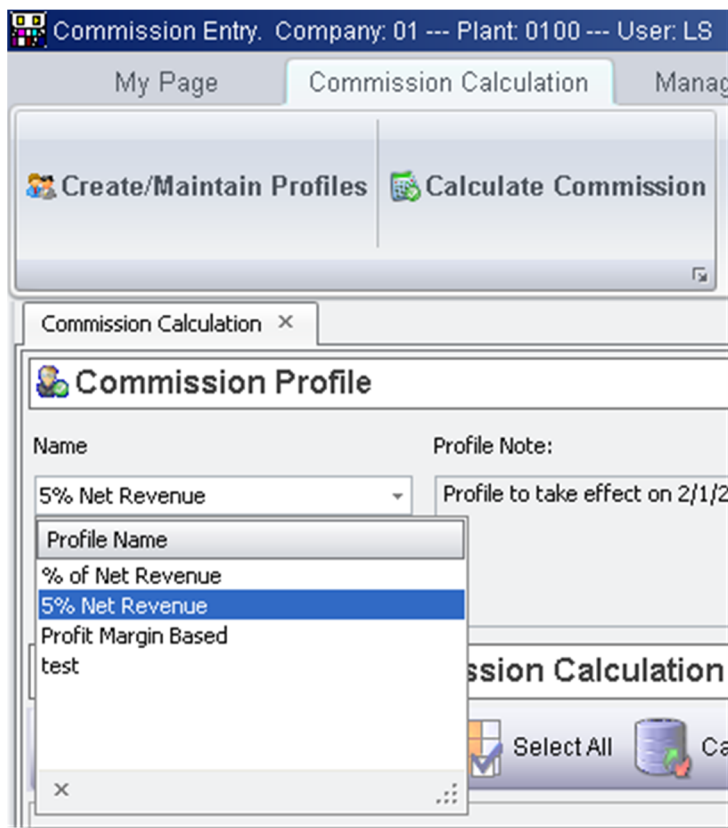 Commission Entry. Company: 01 --- Plant: 0100 --- User: LS
My Page Commission Calculation
Create/Maintain Profiles Calculate Commission
Commission Calculation ×
Commission Profile
Name Profile Note:
5% Net Revenue Profile to take effect on 2/1/2
Profile Name
% of Net Revenue
5% Net Revenue
Profit Margin Based
test
Calculation
Select All